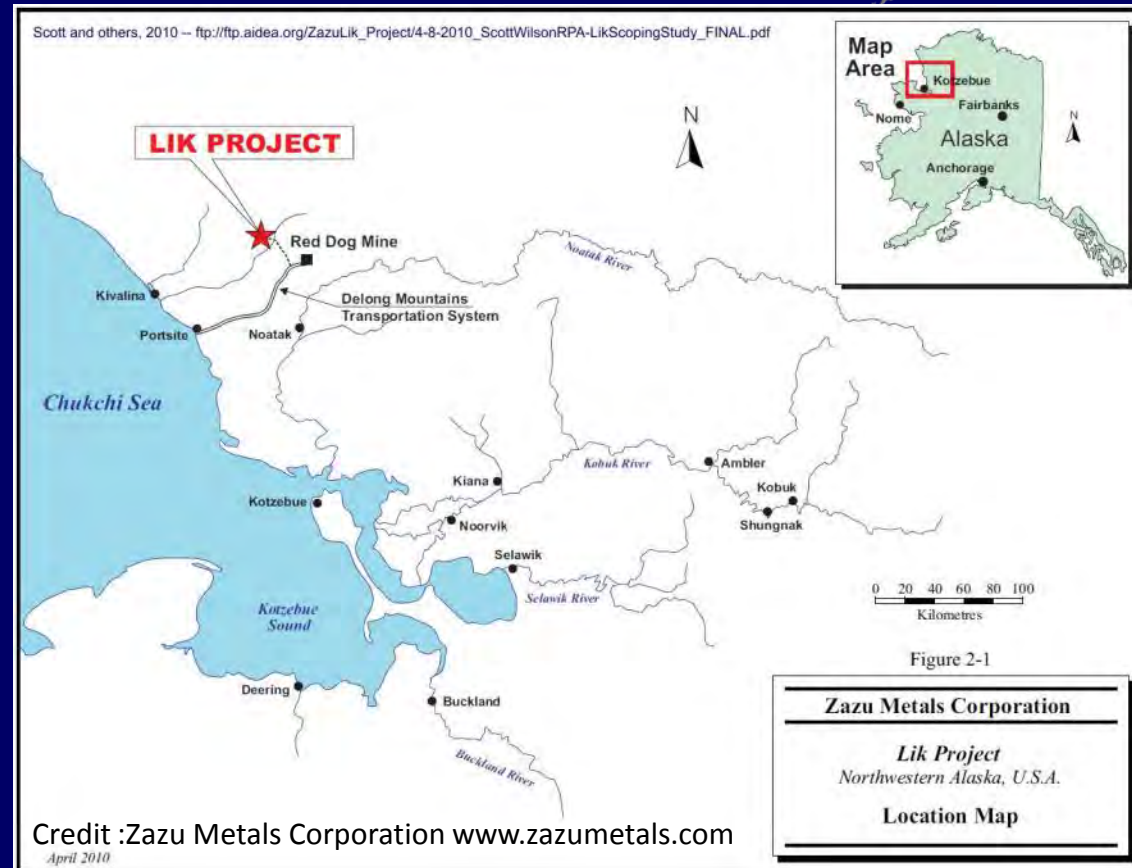 Scott and others, 2010 -- ftp://ftp.aidea.org/ZazuLik_Project/4-8-2010_ScottWilsonRPA-LikScopingStudy_FINAL.pdf
Map
Area
Kotzebue
Fairbanks
Nome
N
Alaska
Anchorage
N
LIK PROJECT
Red Dog Mine
Noatak River
Kivalina
Delong Mountains
Transportation System
Portsite
Noatak
Chukchi Sea
Ambler
Kobuk River
Kiana
Kobuk
Kotzebue
Shungnak
Noorvik
Selawik
Selawik River
0 20 40 60 80 100
Kilometres
Kotzebue
Sound
Figure 2-1
Deering
Buckland
Buckland River
Zazu Metals Corporation
Lik Project
Northwestern Alaska, U.S.A.
Location Map
Credit :Zazu Metals Corporation www.zazumetals.com
April 2010